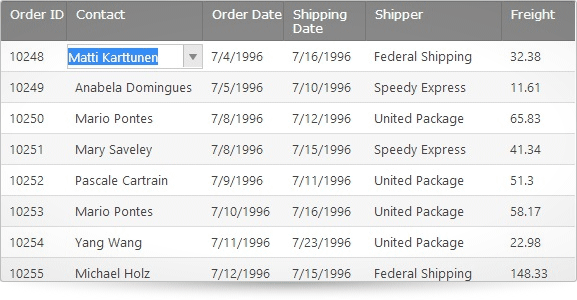 Order ID Contact Order Date Shipping Date Shipper Freight
10248 Matti Karttunen 7/4/1996 7/16/1996 Federal Shipping 32.38
10249 Anabela Domingues 7/5/1996 7/10/1996 Speedy Express 11.61
10250 Mario Pontes 7/8/1996 7/12/1996 United Package 65.83
10251 Mary Saveley 7/8/1996 7/15/1996 Speedy Express 41.34
10252 Pascale Cartrain 7/9/1996 7/11/1996 United Package 51.3
10253 Mario Pontes 7/10/1996 7/16/1996 United Package 58.17
10254 Yang Wang 7/11/1996 7/23/1996 United Package 22.98
10255 Michael Holz 7/12/1996 7/15/1996 Federal Shipping 148.33